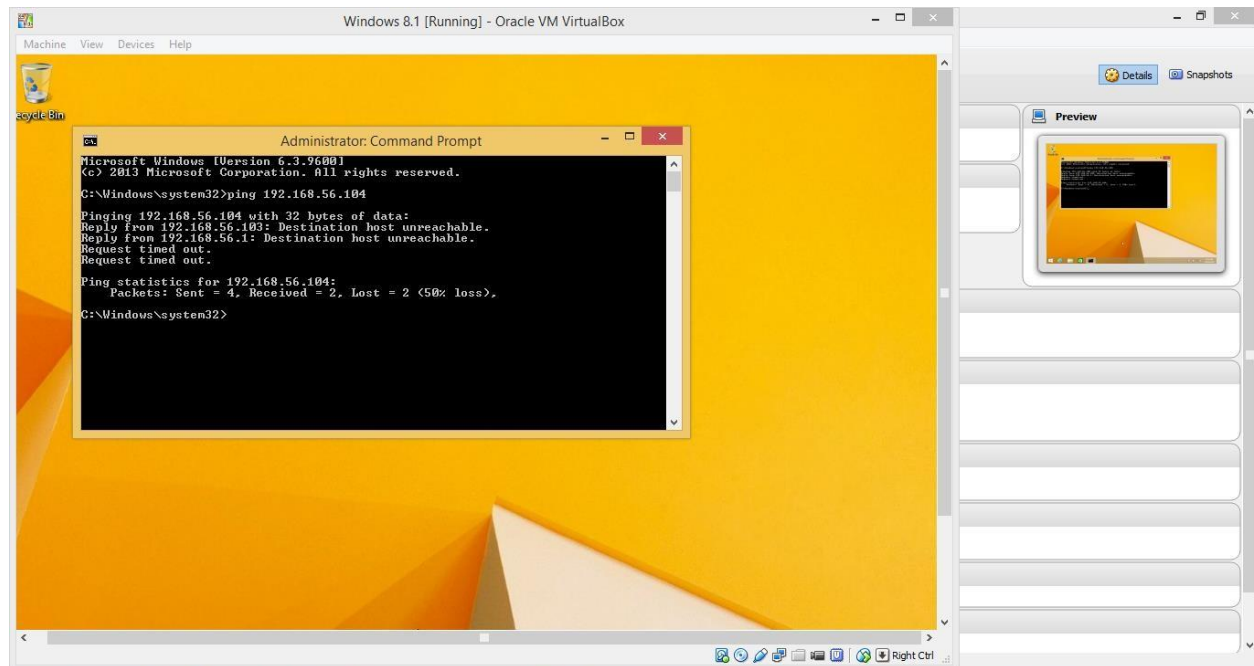 Windows 8.1 [Running] - Oracle VM VirtualBox
Machine View Devices Help
Details Snapshots
Preview
ecycle Bin
Administrator: Command Prompt
Microsoft Windows [Version 6.3.9600]
(c) 2013 Microsoft Corporation. All rights reserved.
C:\Windows\system32>ping 192.168.56.104
Pinging 192.168.56.104 with 32 bytes of data:
Reply from 192.168.56.103: Destination host unreachable.
Reply from 192.168.56.1: Destination host unreachable.
Request timed out.
Request timed out.
Ping statistics for 192.168.56.104:
Packets: Sent = 4, Received = 2, Lost = 2 (50% loss),
C:\Windows\system32>
Right Ctrl